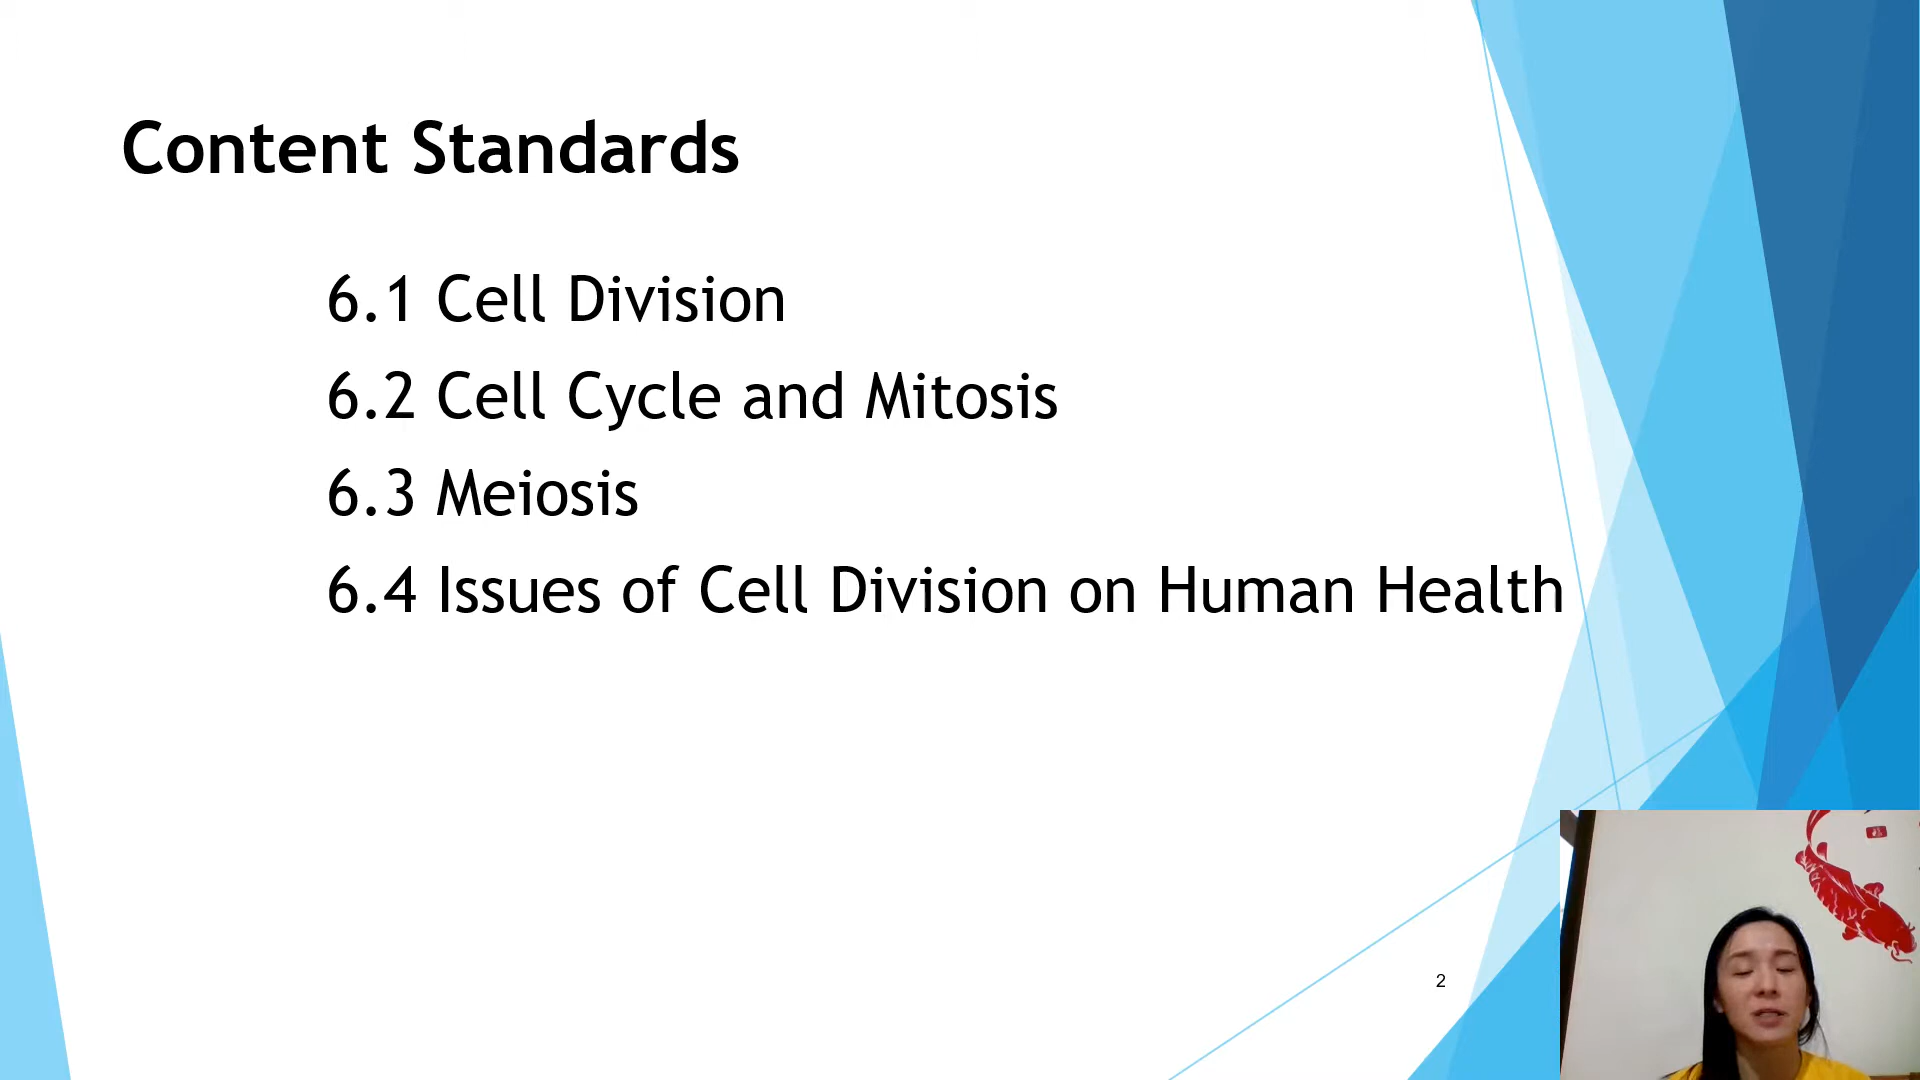 Content Standards
6.1 Cell Division
6.2 Cell Cycle and Mitosis
6.3 Meiosis
6.4 Issues of Cell Division on Human Health
2